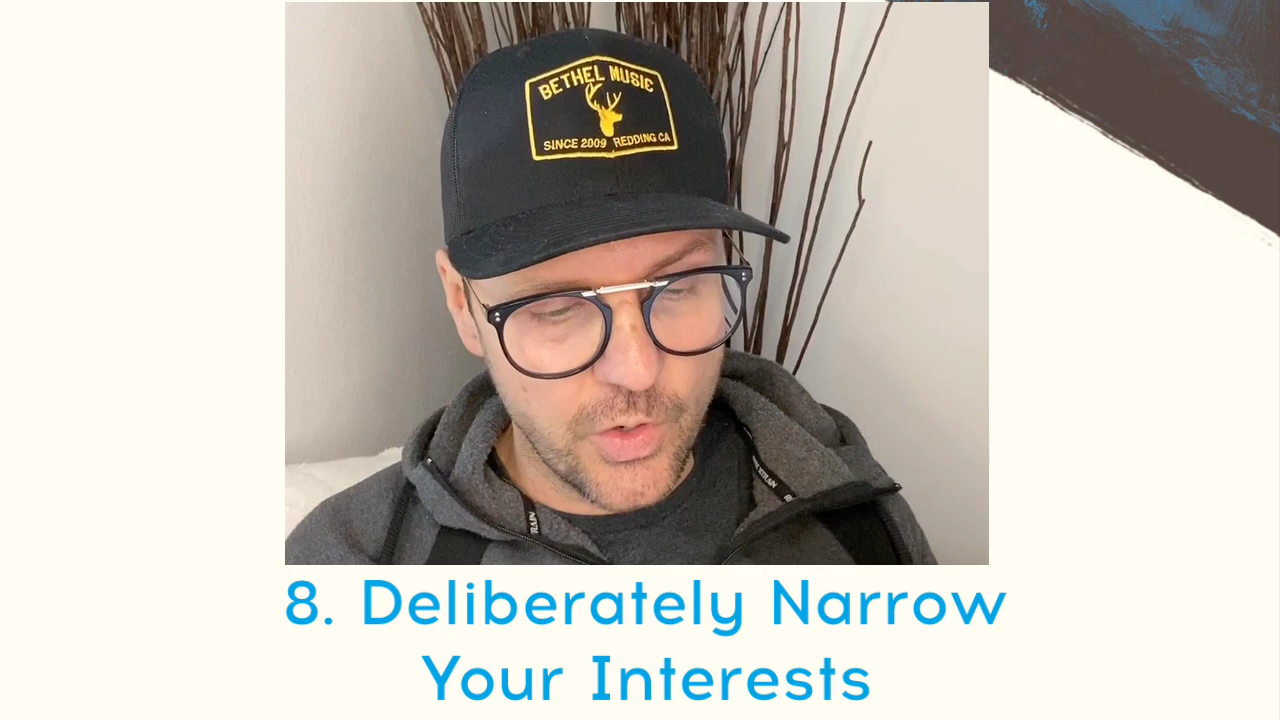 BETHEL MUSIC
SINCE 2009 REDDING CA
8. Deliberately Narrow
Your Interests